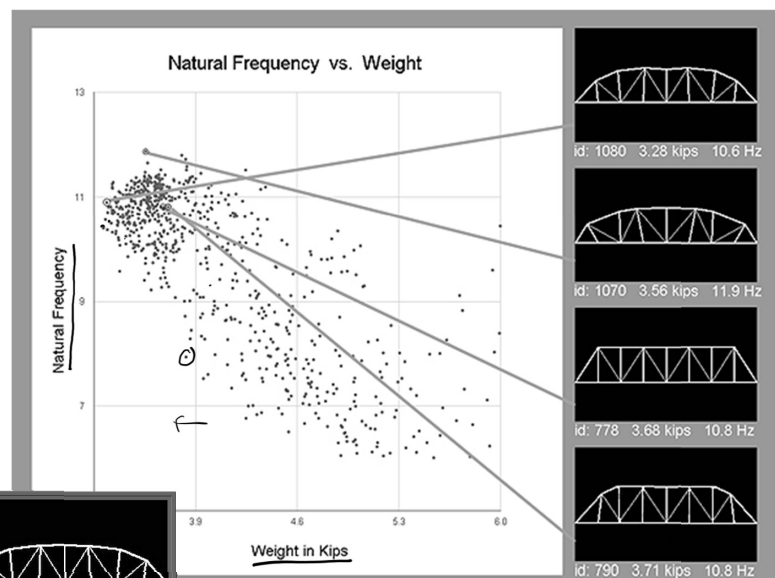 Natural Frequency vs. Weight
13
11
9
7
Natural Frequency
3.9
4.6
5.3
6.0
Weight in Kips
id: 1080 3.28 kips 10.6 Hz
id: 1070 3.56 kips 11.9 Hz
id: 778 3.68 kips 10.8 Hz
id: 790 3.71 kips 10.8 Hz